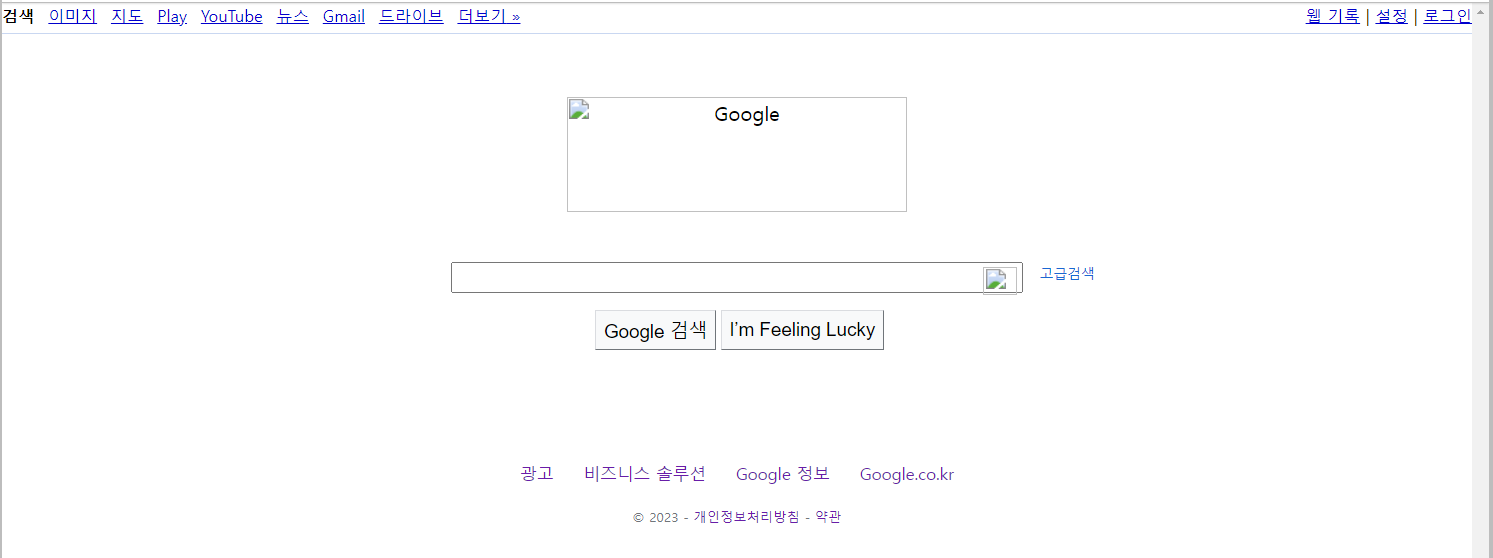 검색 이미지 지도 Play YouTube 뉴스 Gmail 드라이브 더보기 » 웹 기록 | 설정 | 로그인
Google
고급검색
Google 검색 I'm Feeling Lucky
광고 비즈니스 솔루션 Google 정보 Google.co.kr
© 2023 - 개인정보처리방침 - 약관